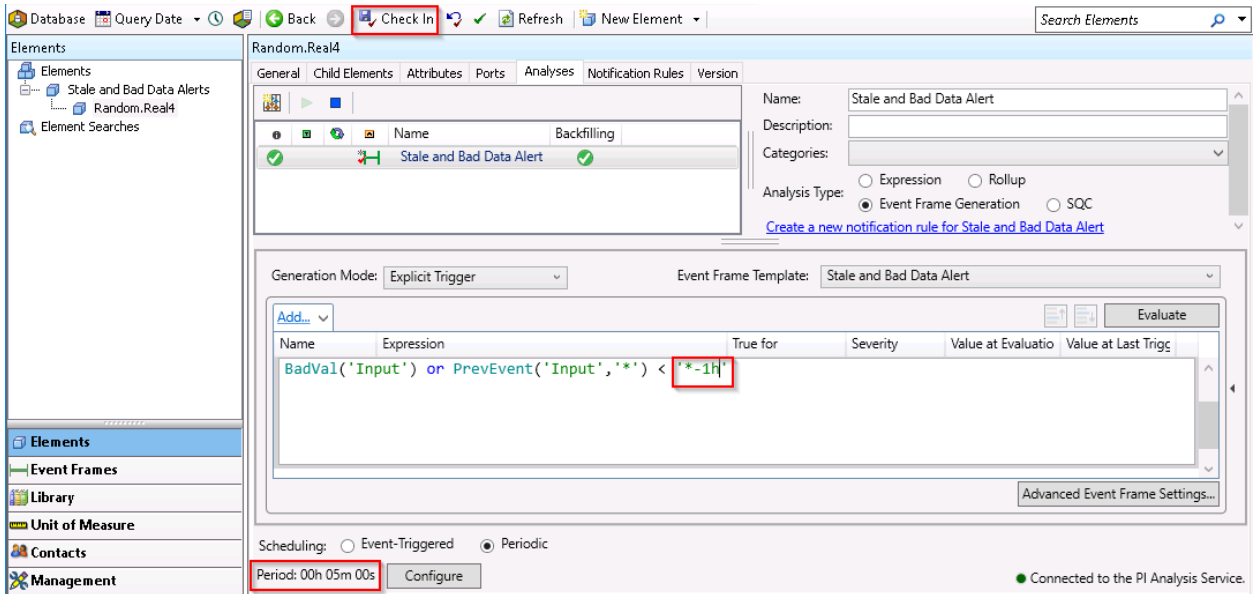 Database Query Date Back Check In Refresh New Element Search Elements
Elements
Elements
Stale and Bad Data Alerts
Random.Real4
Element Searches
Elements
Event Frames
Library
Unit of Measure
Contacts
Management
Random.Real4
General Child Elements Attributes Ports Analyses Notification Rules Version
Name Backfilling
Stale and Bad Data Alert
Name: Stale and Bad Data Alert
Description:
Categories:
Analysis Type: Expression Rollup
Event Frame Generation SQC
Create a new notification rule for Stale and Bad Data Alert
Generation Mode: Explicit Trigger Event Frame Template: Stale and Bad Data Alert
Add... Evaluate
Name Expression True for Severity Value at Evaluatio Value at Last Trigg
BadVal('Input') or PrevEvent('Input','*') < '*-1h'
Advanced Event Frame Settings...
Scheduling: Event-Triggered Periodic
Period: 00h 05m 00s Configure Connected to the PI Analysis Service.